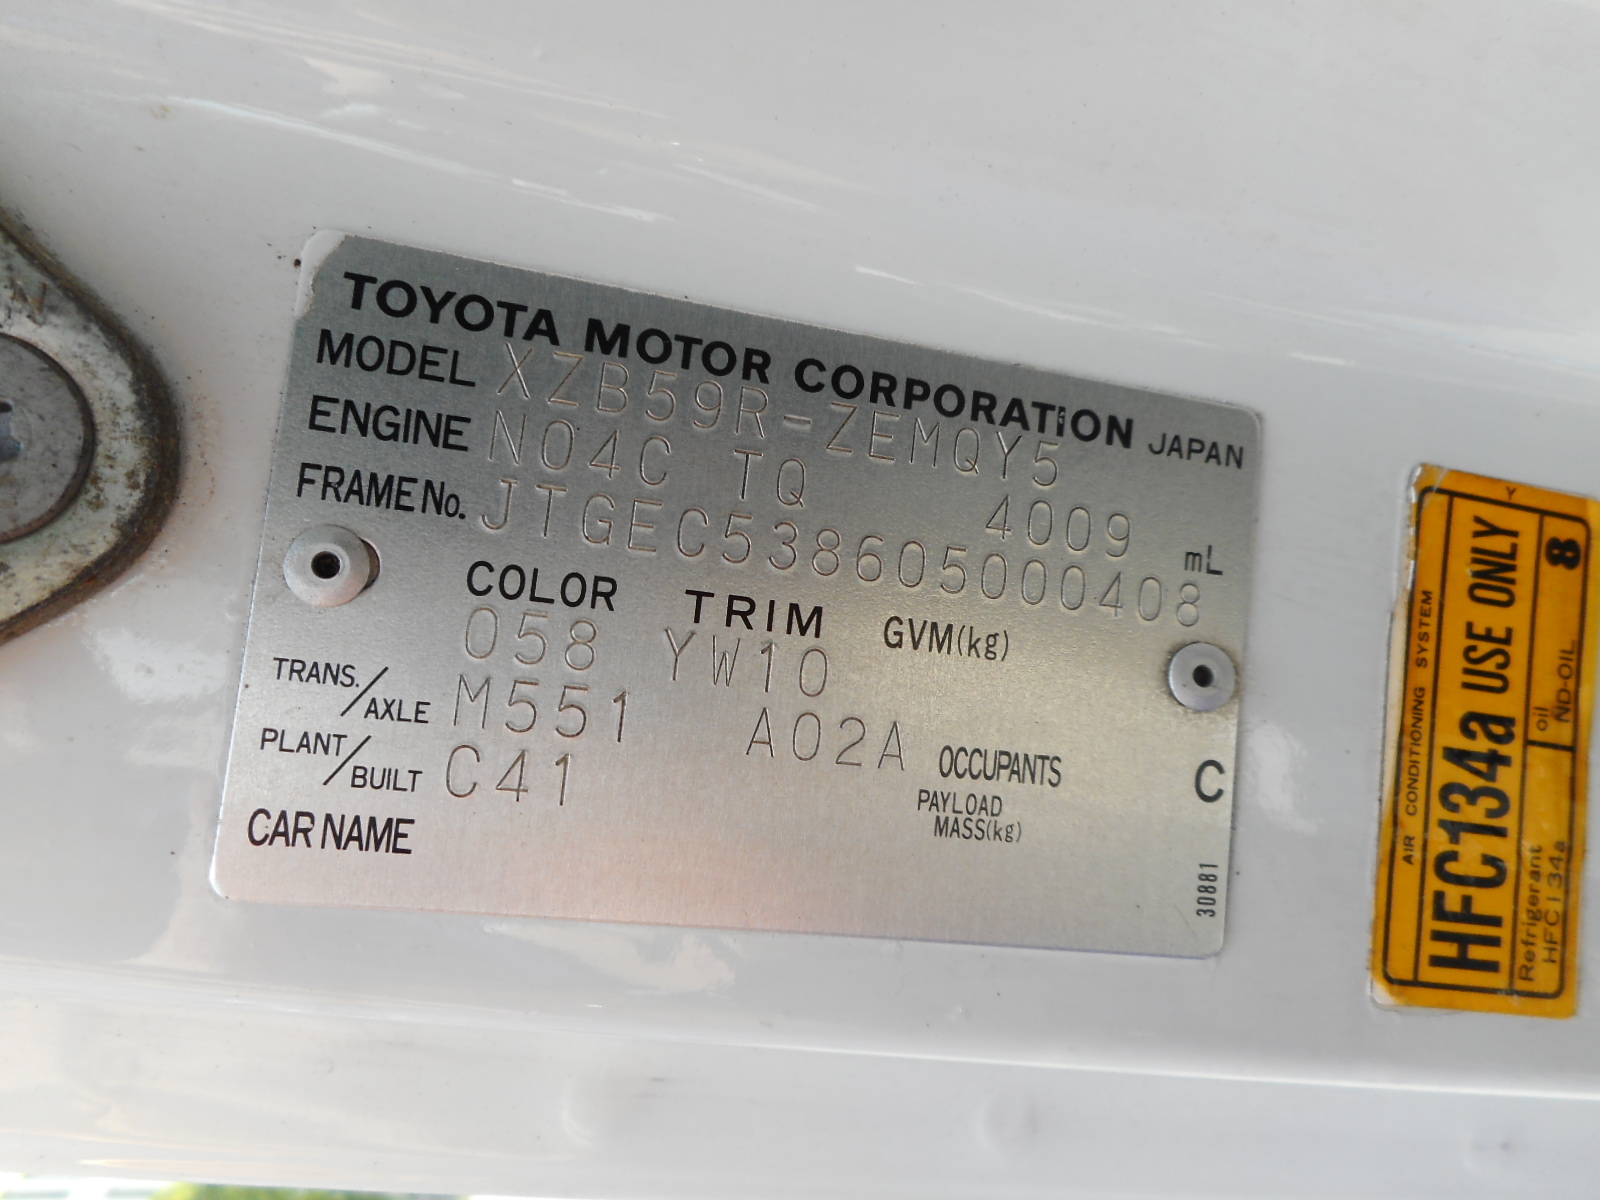 TOYOTA MOTOR CORPORATION JAPAN
MODEL XZB59R-ZEMQY5
ENGINE N04C TQ 4009 mL
FRAME No. JTGEC538605000408
COLOR TRIM GVM(kg)
058 YW10
TRANS./AXLE M551 A02A OCCUPANTS C
PLANT/BUILT C41 PAYLOAD MASS(kg)
CAR NAME
30881
AIR CONDITIONING SYSTEM
HFC134a USE ONLY
Refrigerant oil
HFC134a ND-OIL 8
Y